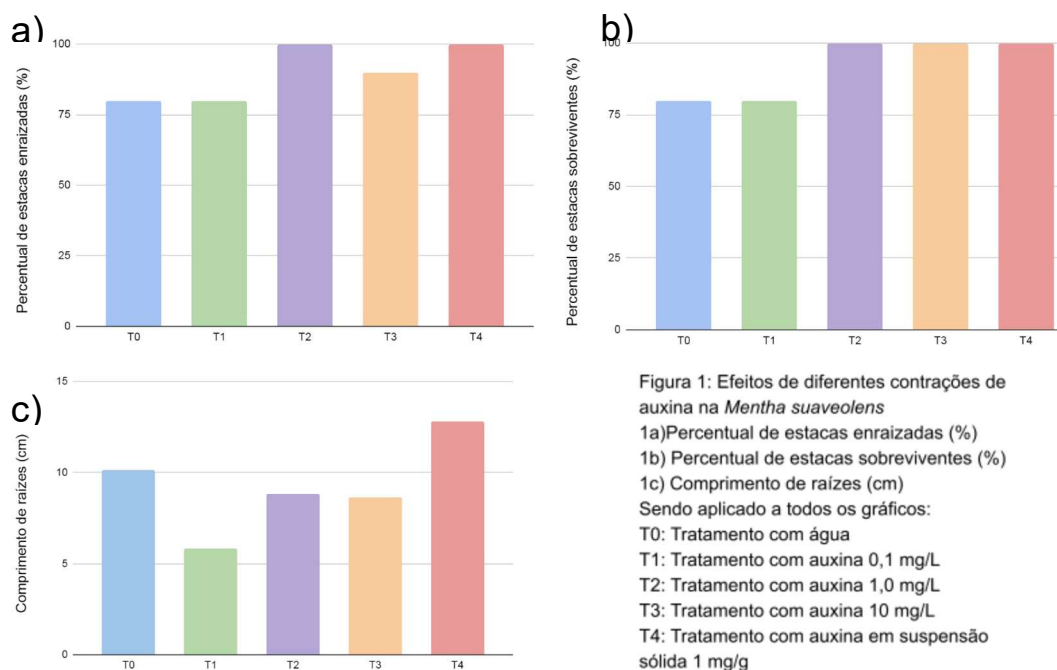 a)
Percentual de estacas enraizadas (%)
100
75
50
25
0
T0 T1 T2 T3 T4
b)
Percentual de estacas sobreviventes (%)
100
75
50
25
0
T0 T1 T2 T3 T4
c)
Comprimento de raízes (cm)
15
10
5
0
T0 T1 T2 T3 T4
Figura 1: Efeitos de diferentes contrações de
auxina na Mentha suaveolens
1a)Percentual de estacas enraizadas (%)
1b) Percentual de estacas sobreviventes (%)
1c) Comprimento de raízes (cm)
Sendo aplicado a todos os gráficos:
T0: Tratamento com água
T1: Tratamento com auxina 0,1 mg/L
T2: Tratamento com auxina 1,0 mg/L
T3: Tratamento com auxina 10 mg/L
T4: Tratamento com auxina em suspensão
sólida 1 mg/g